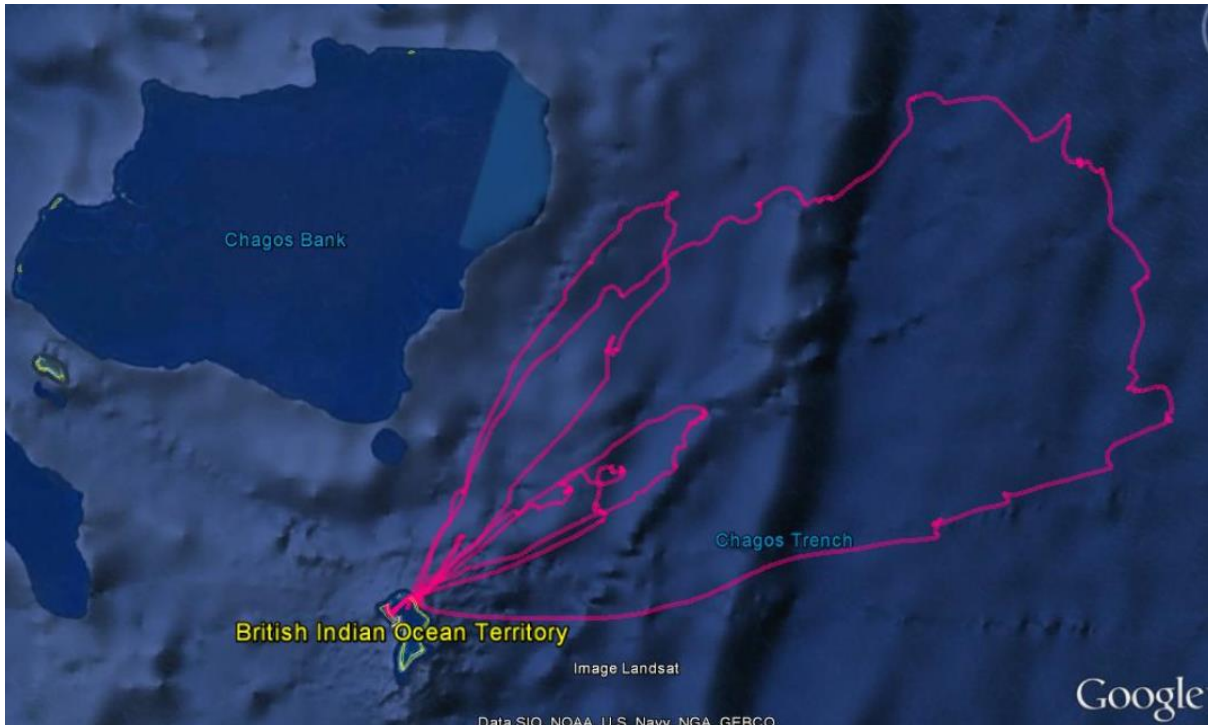 Chagos Bank
Chagos Trench
British Indian Ocean Territory
Image Landsat
Google
Data SIO, NOAA, U.S. Navy, NGA, GEBCO